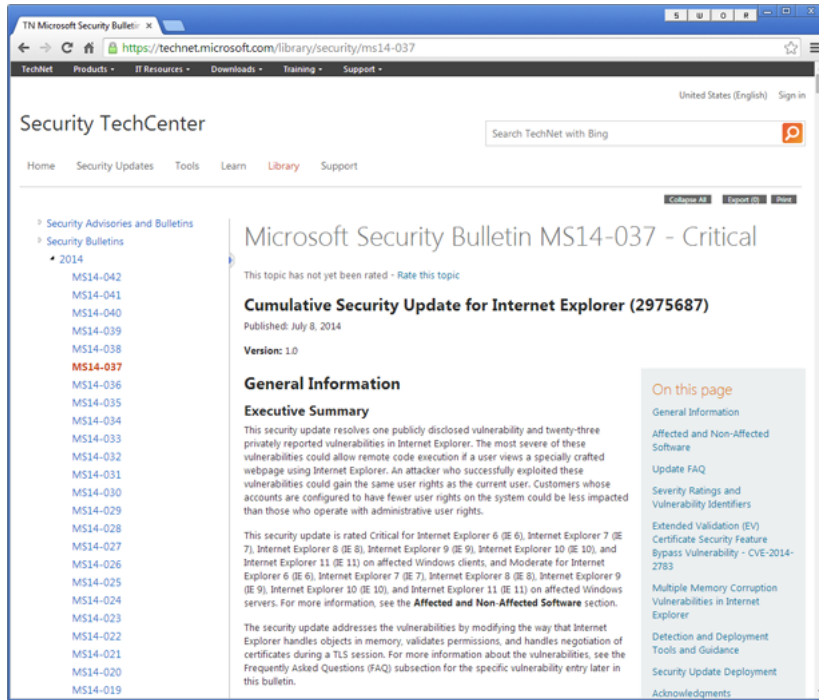 S W O R
TN Microsoft Security Bulletin ×
https://technet.microsoft.com/library/security/ms14-037
TechNet Products IT Resources Downloads Training Support
United States (English) Sign in
Security TechCenter
Search TechNet with Bing
Home Security Updates Tools Learn Library Support
Collapse All Export (0) Print
Security Advisories and Bulletins
Security Bulletins
2014
MS14-042
MS14-041
MS14-040
MS14-039
MS14-038
MS14-037
MS14-036
MS14-035
MS14-034
MS14-033
MS14-032
MS14-031
MS14-030
MS14-029
MS14-028
MS14-027
MS14-026
MS14-025
MS14-024
MS14-023
MS14-022
MS14-021
MS14-020
MS14-019
Microsoft Security Bulletin MS14-037 - Critical
This topic has not yet been rated - Rate this topic
Cumulative Security Update for Internet Explorer (2975687)
Published: July 8, 2014
Version: 1.0
General Information
Executive Summary
This security update resolves one publicly disclosed vulnerability and twenty-three
privately reported vulnerabilities in Internet Explorer. The most severe of these
vulnerabilities could allow remote code execution if a user views a specially crafted
webpage using Internet Explorer. An attacker who successfully exploited these
vulnerabilities could gain the same user rights as the current user. Customers whose
accounts are configured to have fewer user rights on the system could be less impacted
than those who operate with administrative user rights.
This security update is rated Critical for Internet Explorer 6 (IE 6), Internet Explorer 7 (IE
7), Internet Explorer 8 (IE 8), Internet Explorer 9 (IE 9), Internet Explorer 10 (IE 10), and
Internet Explorer 11 (IE 11) on affected Windows clients, and Moderate for Internet
Explorer 6 (IE 6), Internet Explorer 7 (IE 7), Internet Explorer 8 (IE 8), Internet Explorer 9
(IE 9), Internet Explorer 10 (IE 10), and Internet Explorer 11 (IE 11) on affected Windows
servers. For more information, see the Affected and Non-Affected Software section.
The security update addresses the vulnerabilities by modifying the way that Internet
Explorer handles objects in memory, validates permissions, and handles negotiation of
certificates during a TLS session. For more information about the vulnerabilities, see the
Frequently Asked Questions (FAQ) subsection for the specific vulnerability entry later in
this bulletin.
On this page
General Information
Affected and Non-Affected
Software
Update FAQ
Severity Ratings and
Vulnerability Identifiers
Extended Validation (EV)
Certificate Security Feature
Bypass Vulnerability - CVE-2014-
2783
Multiple Memory Corruption
Vulnerabilities in Internet
Explorer
Detection and Deployment
Tools and Guidance
Security Update Deployment
Acknowledgments